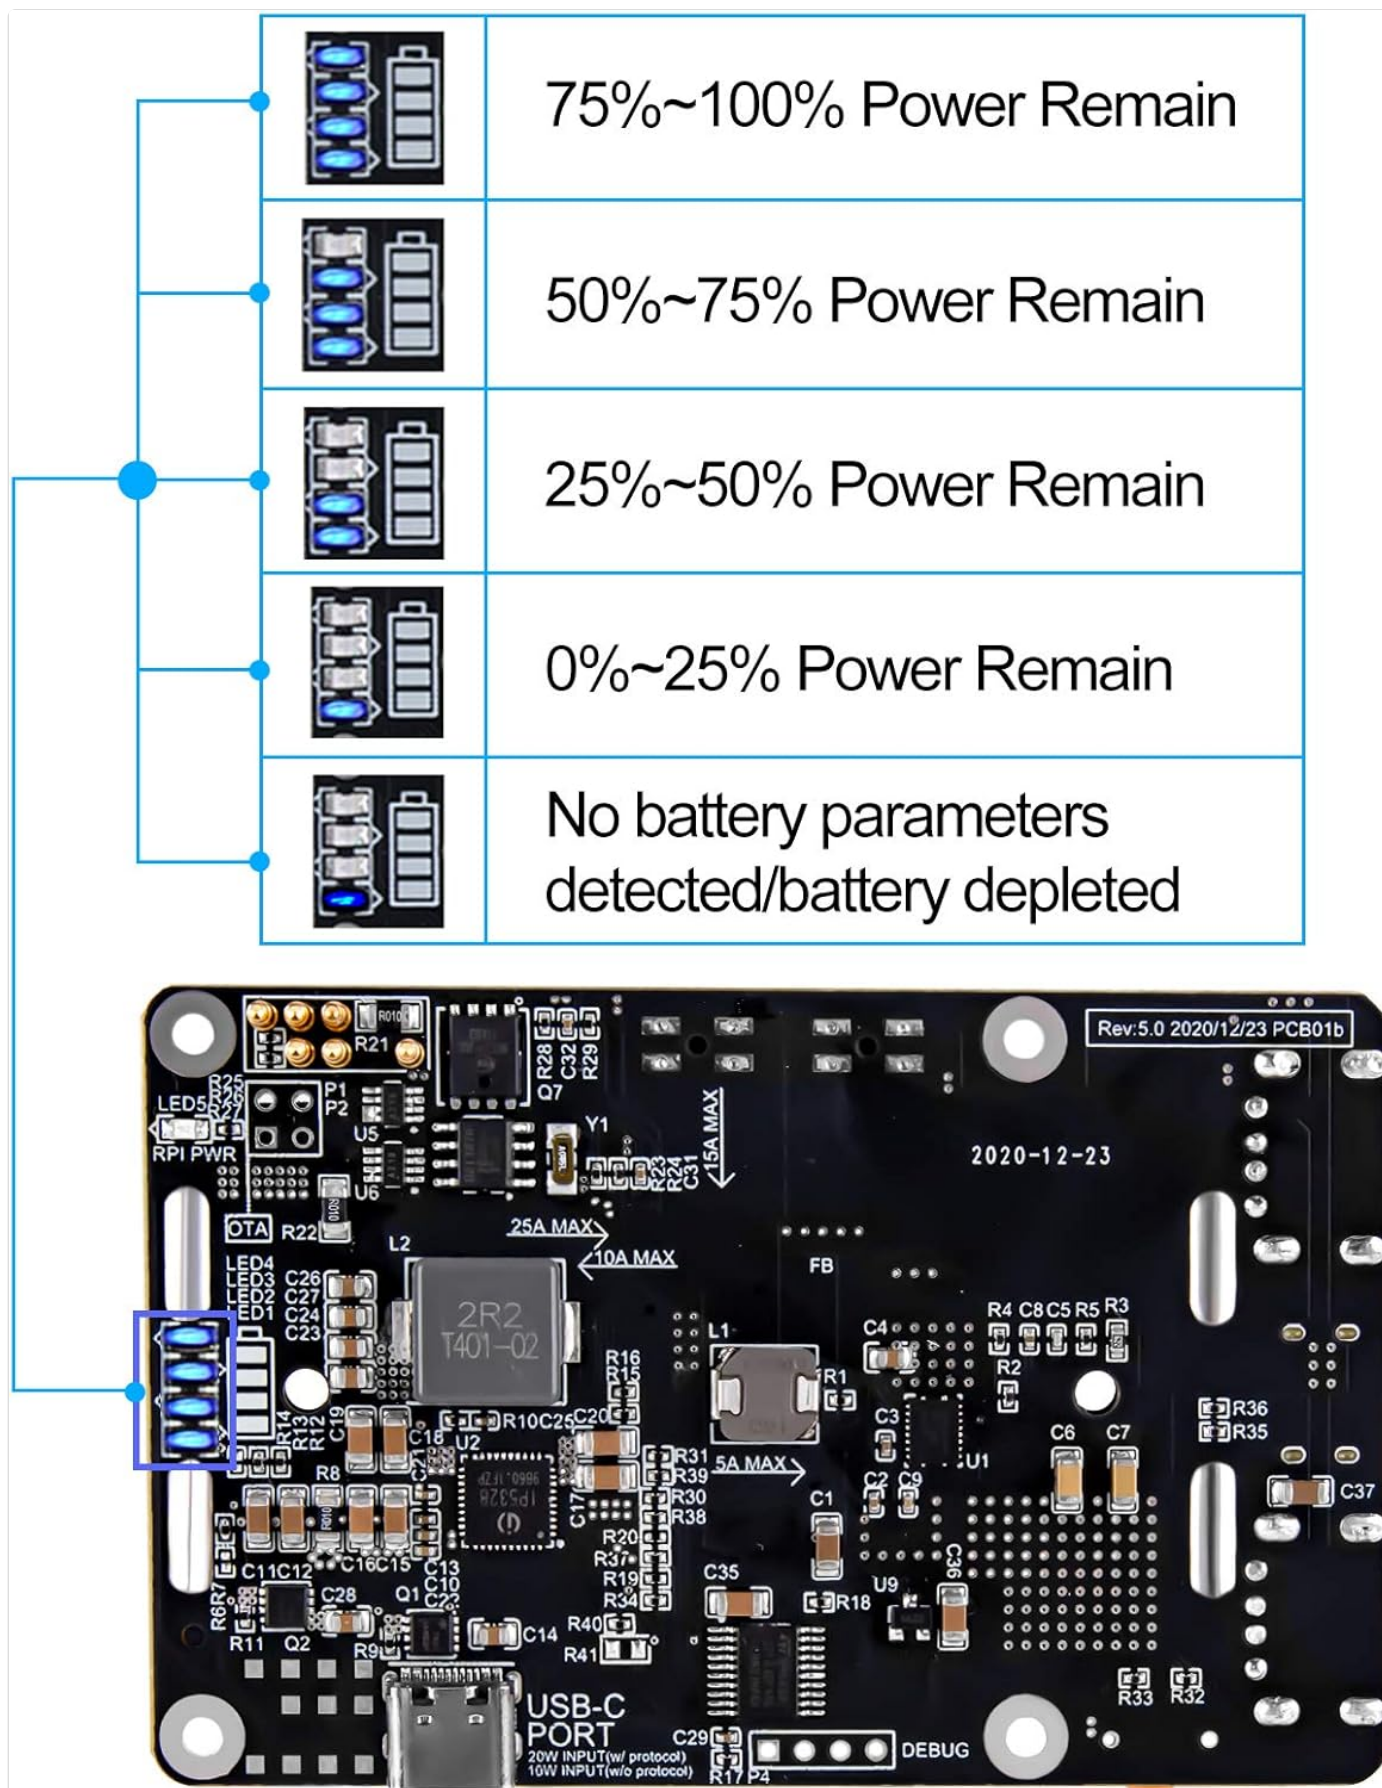 75%~100% Power Remain
50%~75% Power Remain
25%~50% Power Remain
0%~25% Power Remain
No battery parameters
detected/battery depleted
Rev:5.0 2020/12/23 PCB01b
R010
R21
R28
C32
R29
Q7
P1
P2
LED5
RPI PWR
U5
U6
Y1
R23
R24
C31
15A MAX
2020-12-23
OTA
R22
R010
25A MAX
10A MAX
L2
FB
LED4
LED3
LED2
LED1
C26
C27
C24
C23
2R2
T401-02
L1
C4
R4 C8 C5 R5 R3
R2
R16
R15
R1
R14
R13
R12
C19
C18
R10
C25
C20
U2
C21
IP5328
C17
R31
R39
R30
R38
R20
R37
R19
R34
5A MAX
C3
U1
C2
C9
C6
C7
R36
R35
C37
R8
R010
C1
C16
C15
C13
C10
C11
C12
R6
R7
R11
Q2
C28
Q1
R9
C14
R40
R41
C35
R18
U9
C36
R33
R32
USB-C
PORT
20W INPUT(w/ protocol)
10W INPUT(w/o protocol)
C29
R17
P4
DEBUG